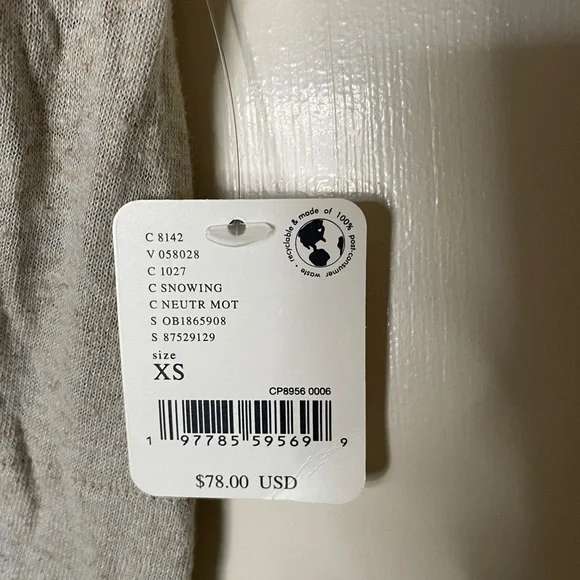 C 8142
V 058028
C 1027
C SNOWING
C NEUTR MOT
S OB1865908
S 87529129
size
XS
recyclable & made of 100% post-consumer waste •
CP8956 0006
1 97785 59569 9
$78.00 USD